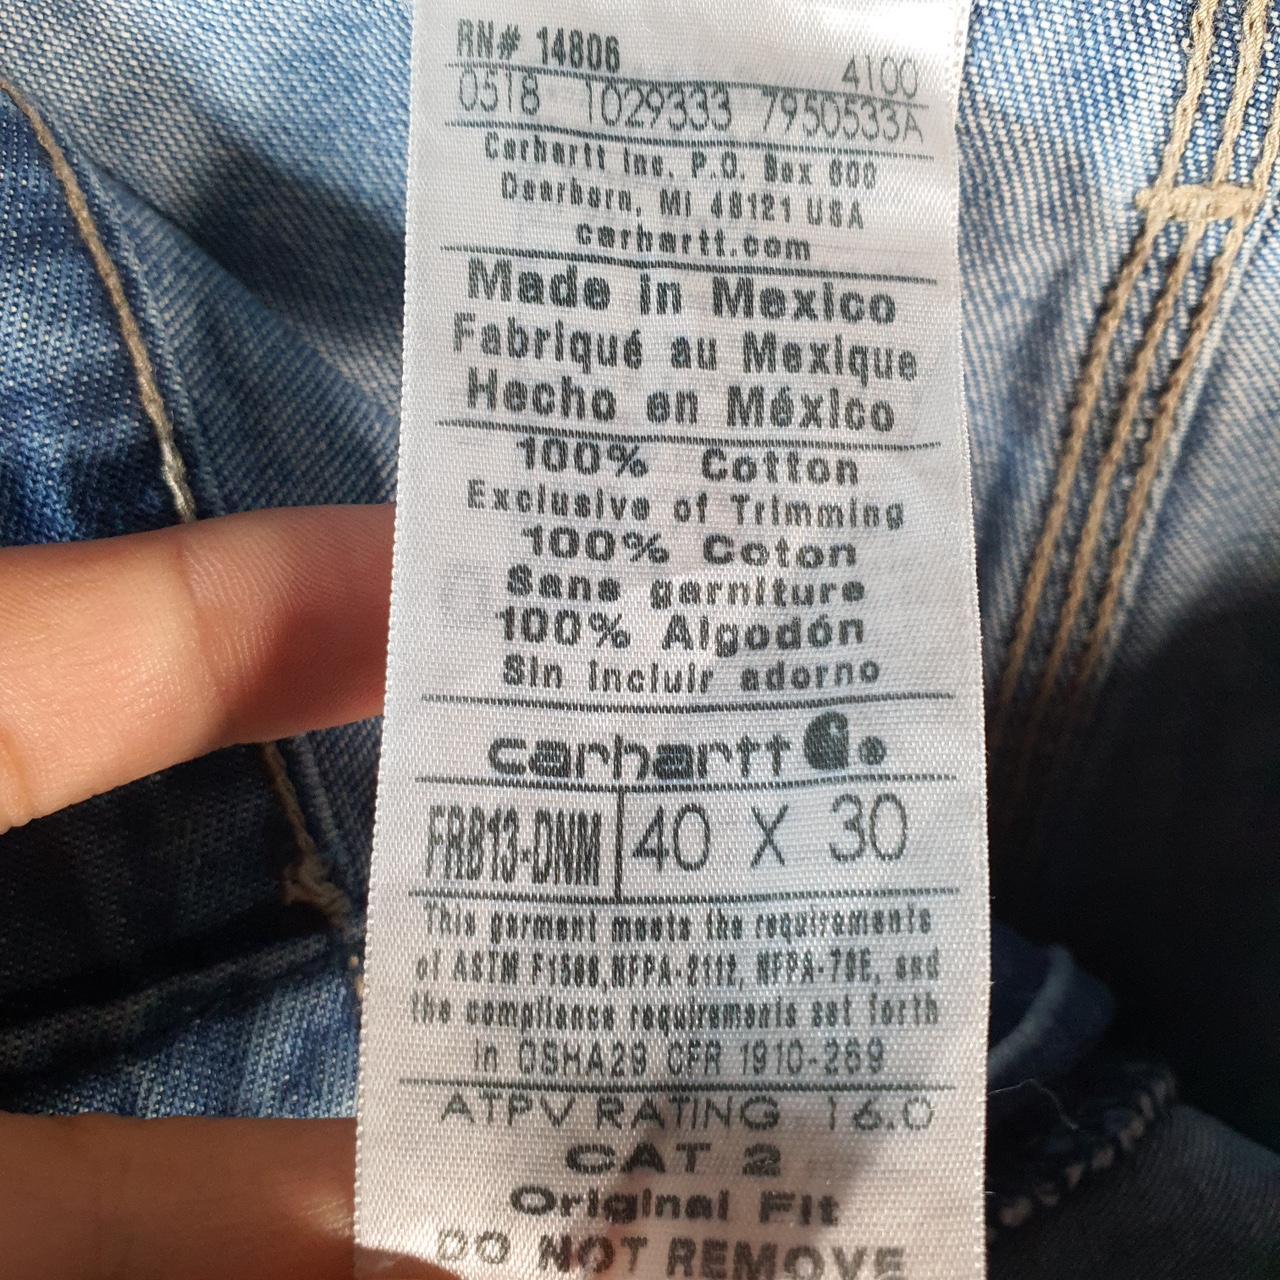 RN# 14806 4100
0518 1029333 7950533A
Carhartt Inc. P.O. Box 600
Dearborn, MI 48121 USA
carhartt.com
Made in Mexico
Fabriqué au Mexique
Hecho en México
100% Cotton
Exclusive of Trimming
100% Coton
Sans garniture
100% Algodón
Sin incluir adorno
carhartt
FRB13-DNM 40 X 30
This garment meets the requirements
of ASTM F1506,NFPA-2112, NFPA-70E, and
the compliance requirements set forth
in OSHA29 CFR 1910-269
ATPV RATING 16.0
CAT 2
Original Fit
DO NOT REMOVE